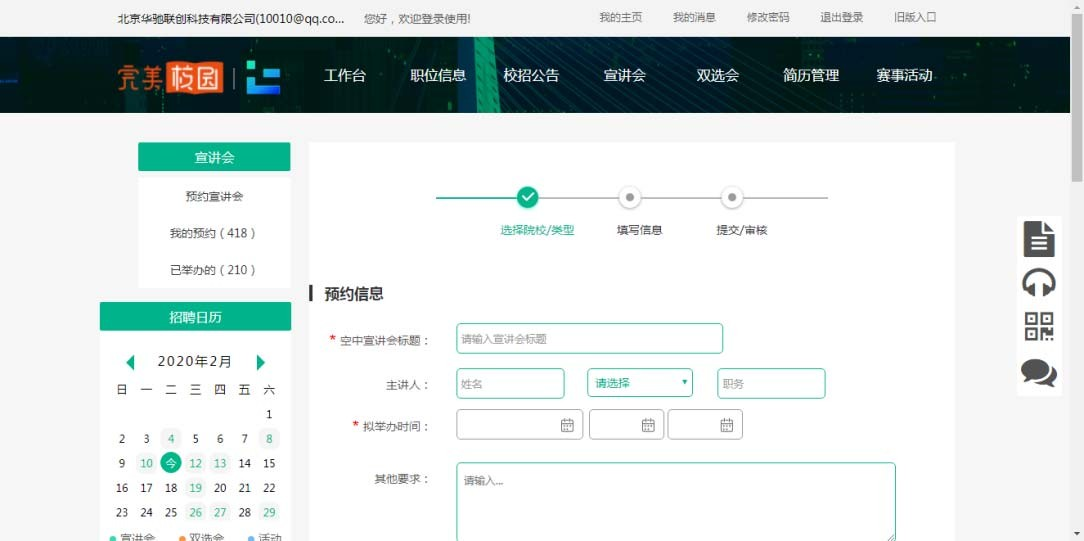 北京华驰联创科技有限公司(10010@qq.co... 您好，欢迎登录使用! 我的主页 我的消息 修改密码 退出登录 旧版入口
完美校园 工作台 职位信息 校招公告 宣讲会 双选会 简历管理 赛事活动
宣讲会
预约宣讲会
我的预约（418）
已举办的（210）
招聘日历
2020年2月
日 一 二 三 四 五 六
1
2 3 4 5 6 7 8
9 10 今 12 13 14 15
16 17 18 19 20 21 22
23 24 25 26 27 28 29
宣讲会 双选会 活动
选择院校/类型 填写信息 提交/审核
预约信息
* 空中宣讲会标题： 请输入宣讲会标题
主讲人： 姓名 请选择 职务
* 拟举办时间：
其他要求： 请输入...